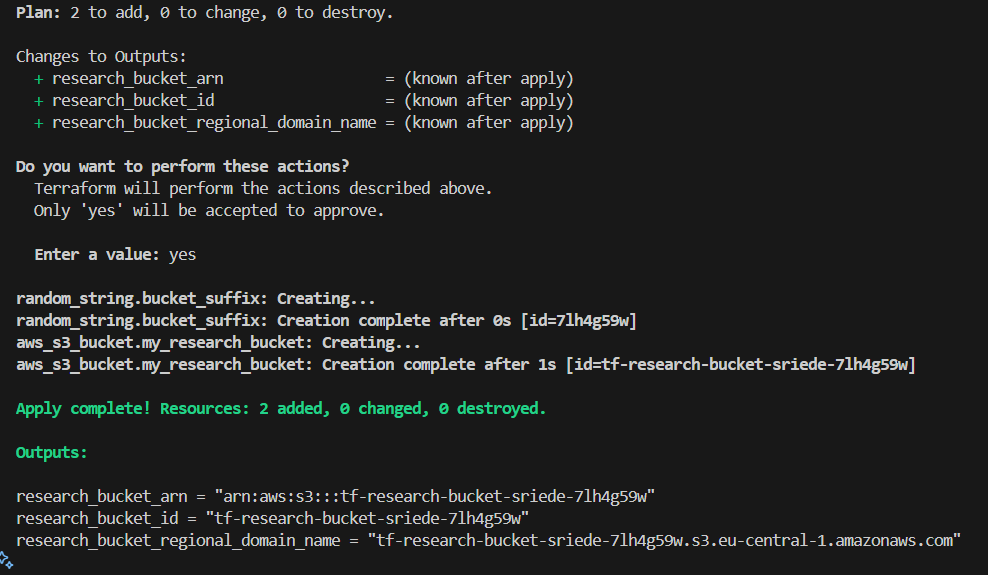 Plan: 2 to add, 0 to change, 0 to destroy.
Changes to Outputs:
+ research_bucket_arn = (known after apply)
+ research_bucket_id = (known after apply)
+ research_bucket_regional_domain_name = (known after apply)
Do you want to perform these actions?
Terraform will perform the actions described above.
Only 'yes' will be accepted to approve.
Enter a value: yes
random_string.bucket_suffix: Creating...
random_string.bucket_suffix: Creation complete after 0s [id=7lh4g59w]
aws_s3_bucket.my_research_bucket: Creating...
aws_s3_bucket.my_research_bucket: Creation complete after 1s [id=tf-research-bucket-sriede-7lh4g59w]
Apply complete! Resources: 2 added, 0 changed, 0 destroyed.
Outputs:
research_bucket_arn = "arn:aws:s3:::tf-research-bucket-sriede-7lh4g59w"
research_bucket_id = "tf-research-bucket-sriede-7lh4g59w"
research_bucket_regional_domain_name = "tf-research-bucket-sriede-7lh4g59w.s3.eu-central-1.amazonaws.com"